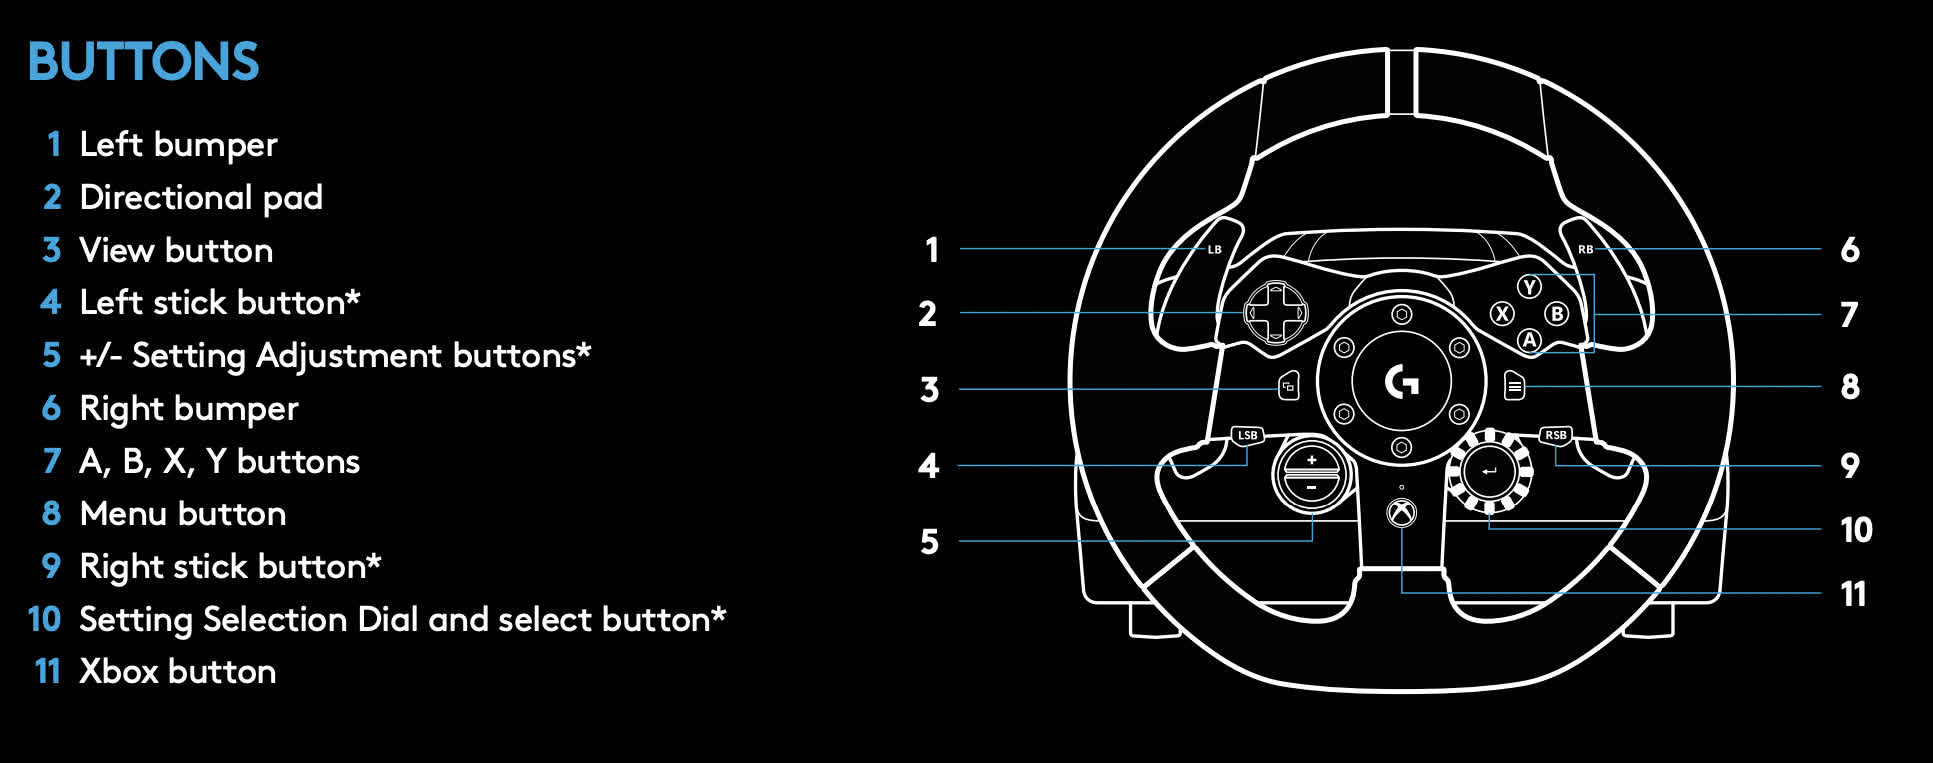 BUTTONS
1 Left bumper
2 Directional pad
3 View button
4 Left stick button*
5 +/- Setting Adjustment buttons*
6 Right bumper
7 A, B, X, Y buttons
8 Menu button
9 Right stick button*
10 Setting Selection Dial and select button*
11 Xbox button
1 LB RB 6
Y
2 X B 7
A
3 G 8
LSB RSB
4 + 9
-
10
5
11